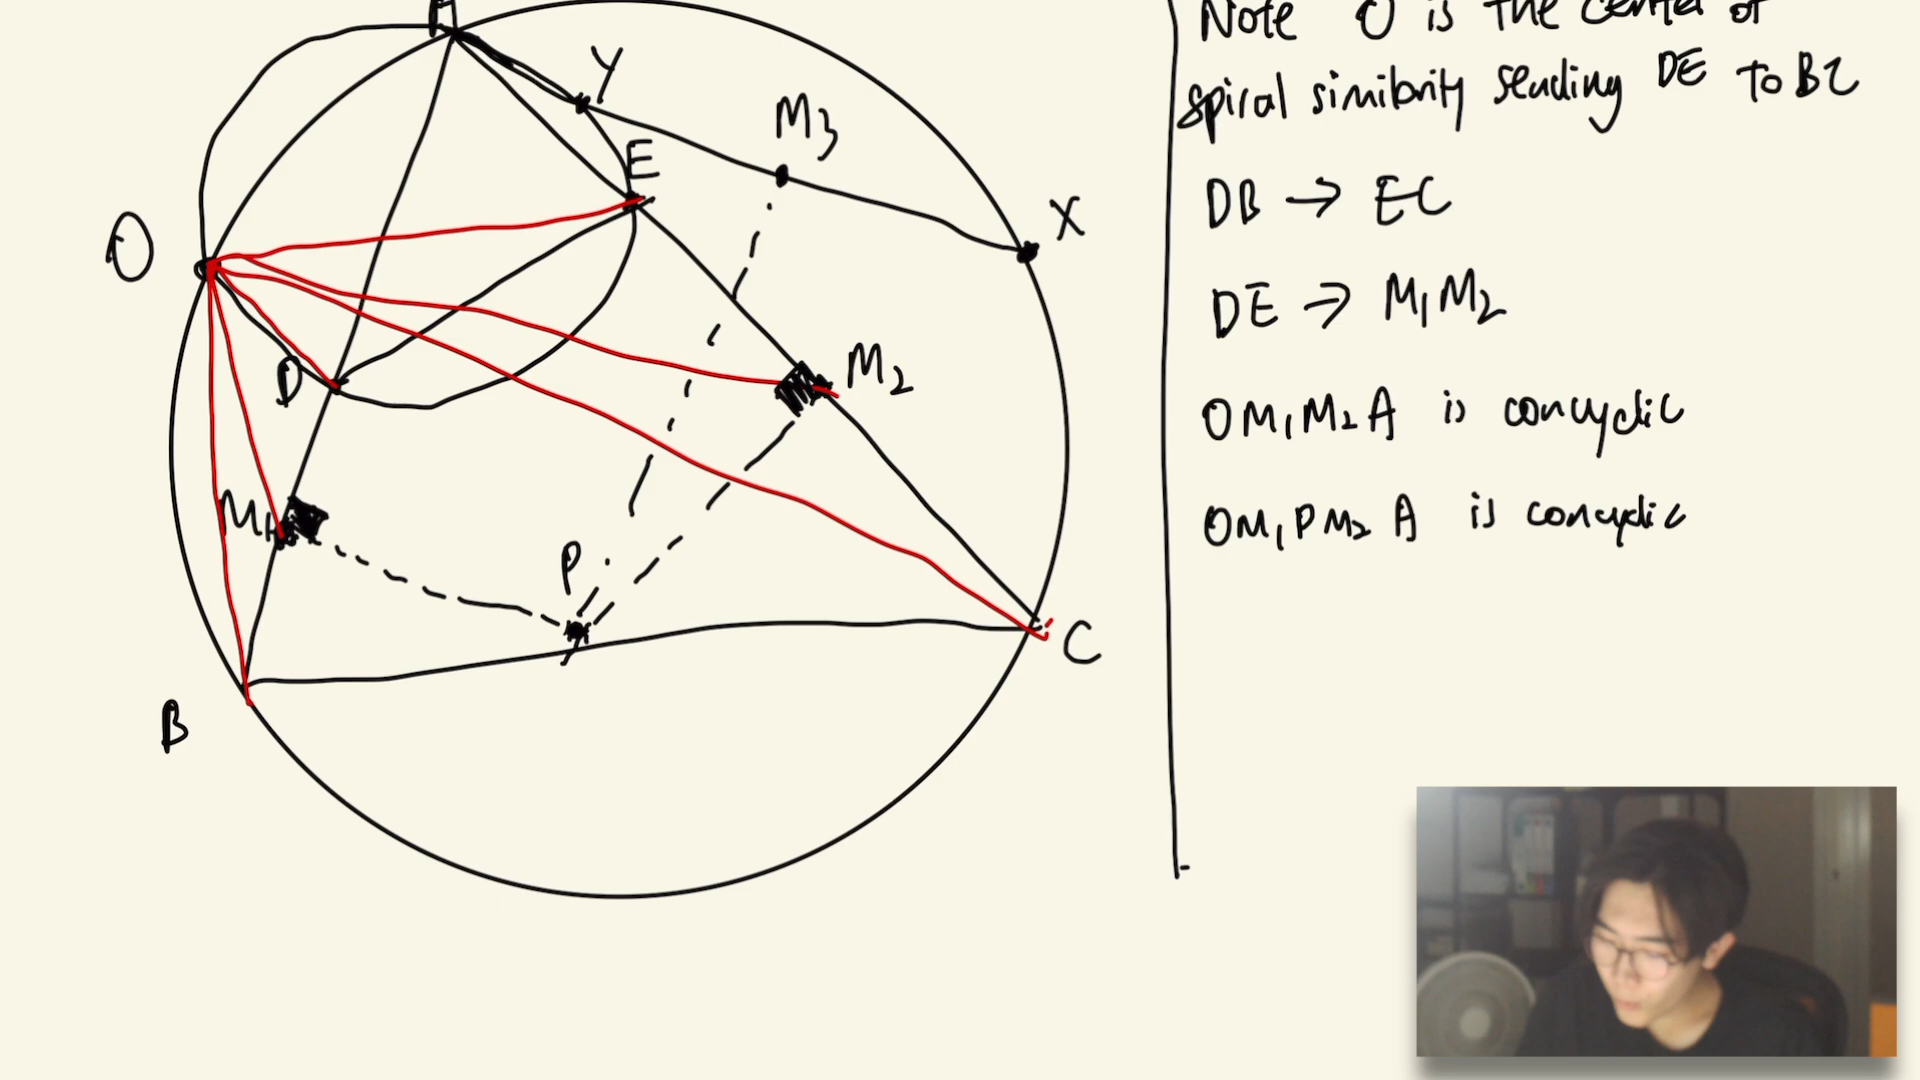 A
Y
M3
E
X
O
D
M2
M1
P
C
B
Note O is the center of
spiral similarity sending DE to BC
DB → EC
DE → M1M2
OM1M2A is concyclic
OM1PM2A is concyclic